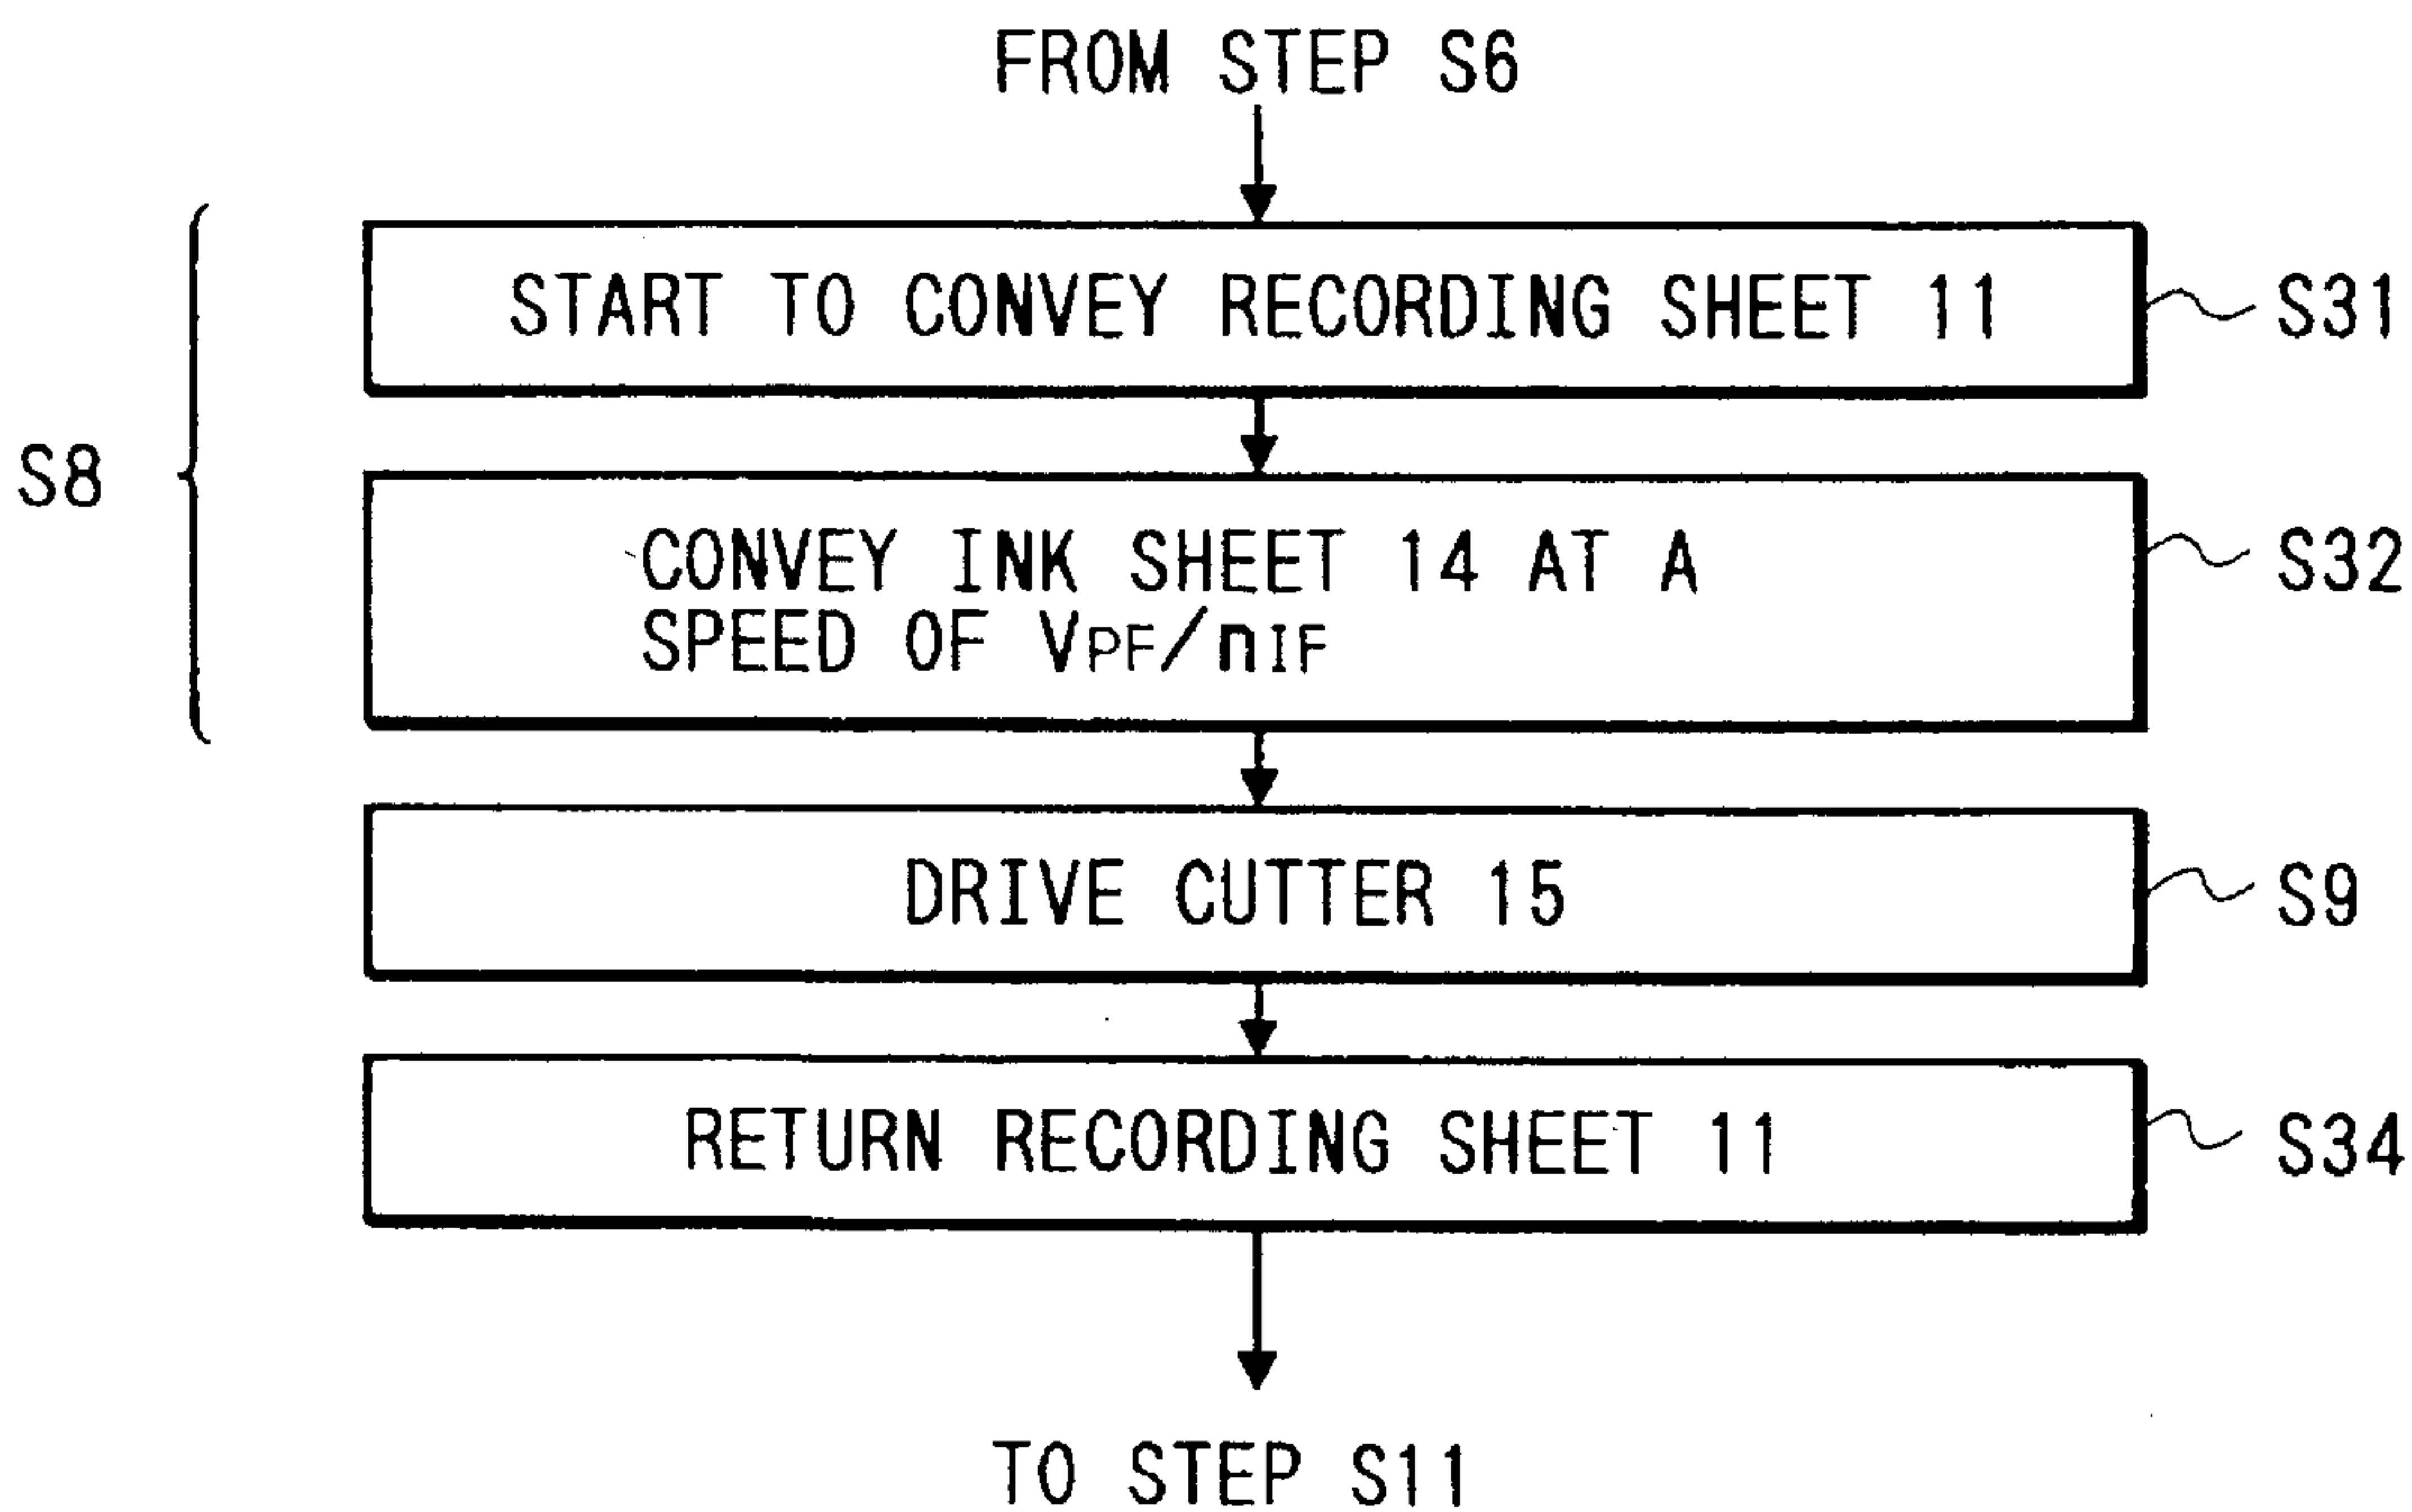 FROM STEP S6
START TO CONVEY RECORDING SHEET 11
S31
S8
CONVEY INK SHEET 14 AT A
S32
SPEED OF VPF/nIF
DRIVE CUTTER 15
S9
RETURN RECORDING SHEET 11
S34
TO STEP S11